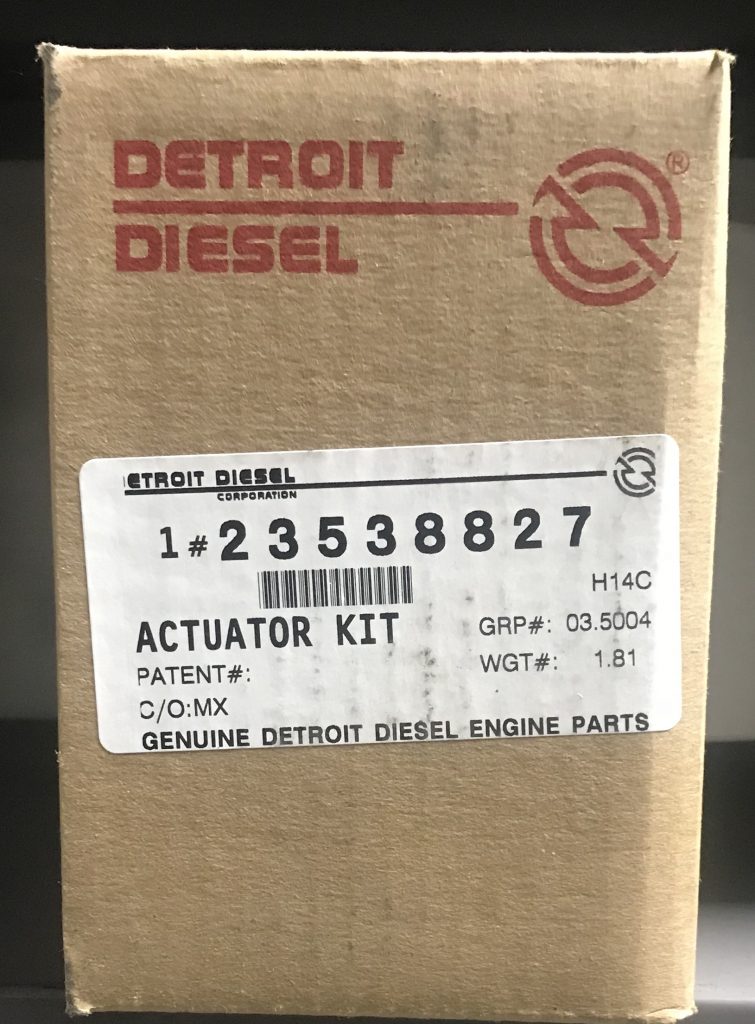 DETROIT
DIESEL
®
ETROIT DIESEL
CORPORATION
1 # 23538827
H14C
ACTUATOR KIT
GRP#: 03.5004
PATENT#:
WGT#: 1.81
C/O:MX
GENUINE DETROIT DIESEL ENGINE PARTS